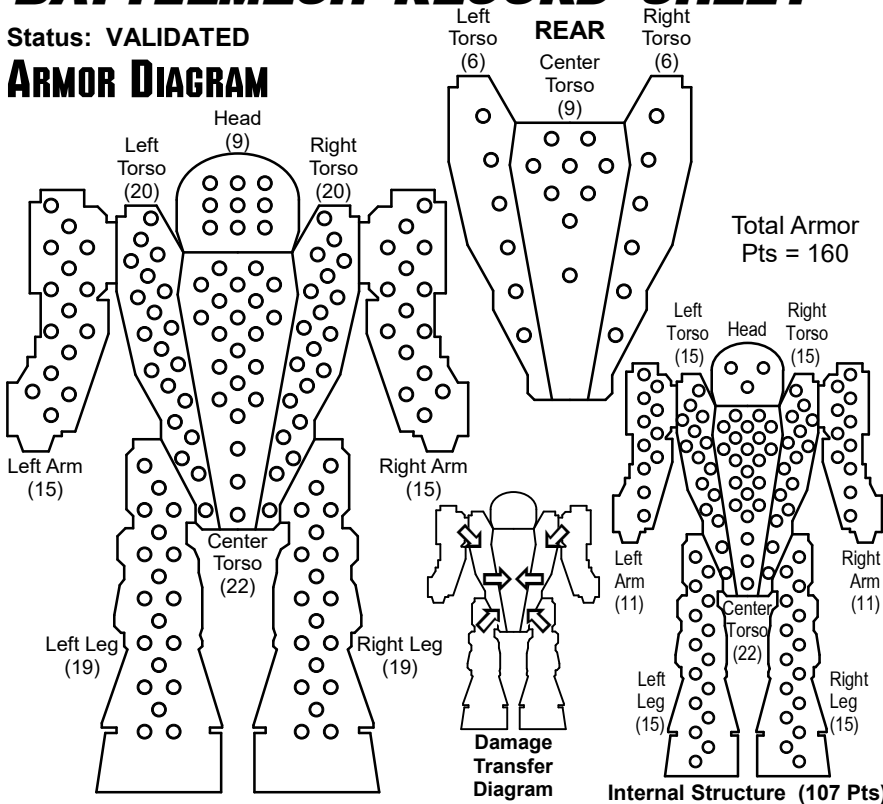 BATTLEMECH RECORD SHEET
Status: VALIDATED
ARMOR DIAGRAM
Head
(9)
Left
Torso
(20)
Right
Torso
(20)
Left Arm
(15)
Right Arm
(15)
Center
Torso
(22)
Left Leg
(19)
Right Leg
(19)
REAR
Left
Torso
(6)
Center
Torso
(9)
Right
Torso
(6)
Total Armor
Pts = 160
Left
Torso
(15)
Head
Right
Torso
(15)
Left
Arm
(11)
Right
Arm
(11)
Center
Torso
(22)
Left
Leg
(15)
Right
Leg
(15)
Damage
Transfer
Diagram
Internal Structure (107 Pts)